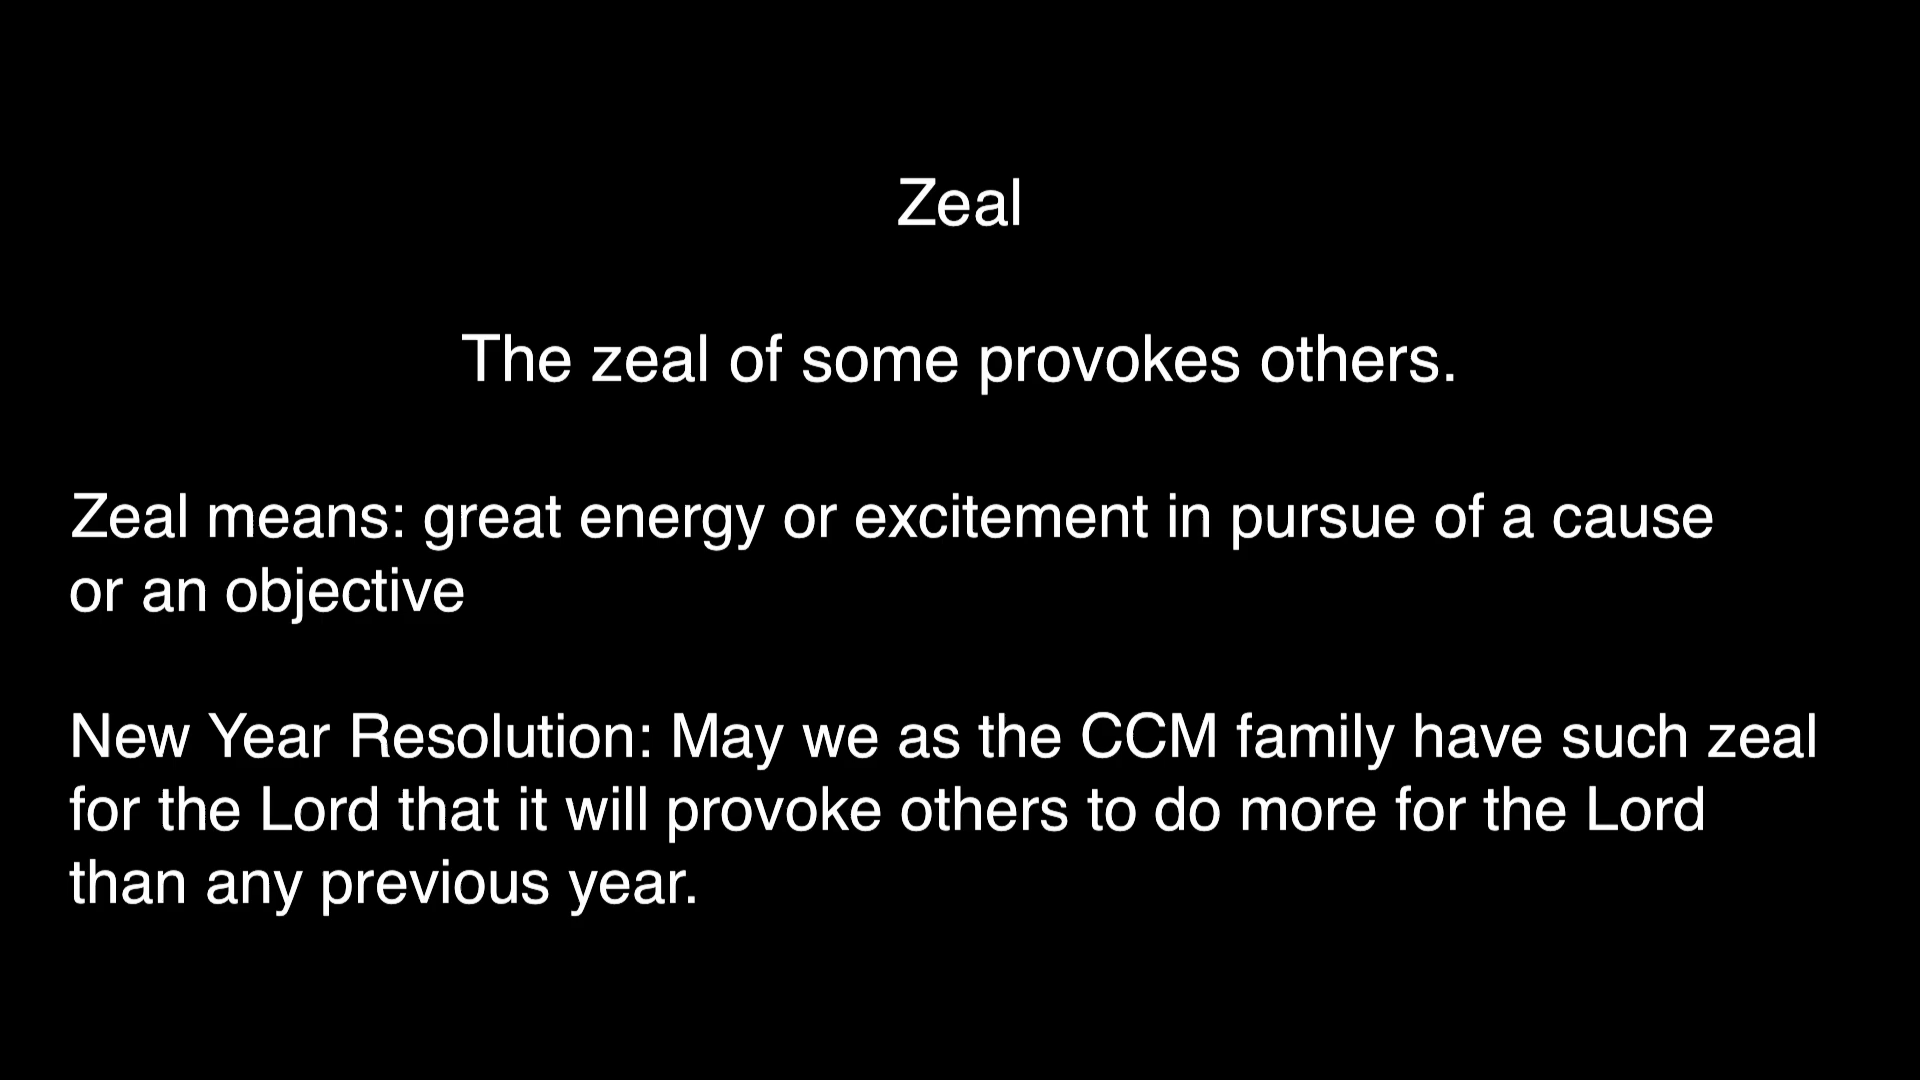 Zeal
The zeal of some provokes others.
Zeal means: great energy or excitement in pursue of a cause
or an objective
New Year Resolution: May we as the CCM family have such zeal
for the Lord that it will provoke others to do more for the Lord
than any previous year.